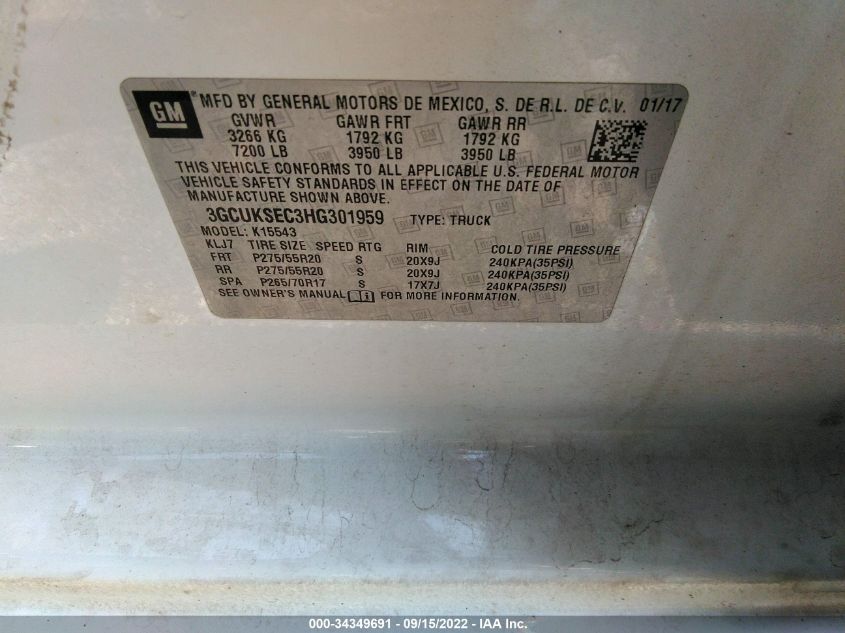 GM ® MFD BY GENERAL MOTORS DE MEXICO, S. DE R.L. DE C.V. 01/17
GVWR GAWR FRT GAWR RR
3266 KG 1792 KG 1792 KG
7200 LB 3950 LB 3950 LB
THIS VEHICLE CONFORMS TO ALL APPLICABLE U.S. FEDERAL MOTOR
VEHICLE SAFETY STANDARDS IN EFFECT ON THE DATE OF
MANUFACTURE SHOWN ABOVE.
3GCUKSEC3HG301959 TYPE: TRUCK
MODEL: K15543
KLJ7 TIRE SIZE SPEED RTG RIM COLD TIRE PRESSURE
FRT P275/55R20 S 20X9J 240KPA(35PSI)
RR P275/55R20 S 20X9J 240KPA(35PSI)
SPA P265/70R17 S 17X7J 240KPA(35PSI)
SEE OWNER'S MANUAL FOR MORE INFORMATION.
000-34349691 - 09/15/2022 - IAA Inc.